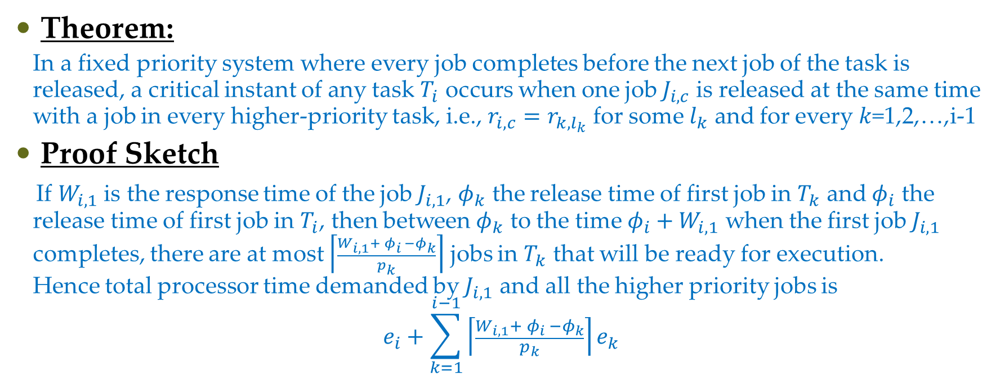 • Theorem:
In a fixed priority system where every job completes before the next job of the task is
released, a critical instant of any task $T_i$ occurs when one job $J_{i,c}$ is released at the same time
with a job in every higher-priority task, i.e., $r_{i,c} = r_{k,l_k}$ for some $l_k$ and for every k=1,2,…,i-1
• Proof Sketch
If $W_{i,1}$ is the response time of the job $J_{i,1}$, $\phi_k$ the release time of first job in $T_k$ and $\phi_i$ the
release time of first job in $T_i$, then between $\phi_k$ to the time $\phi_i + W_{i,1}$ when the first job $J_{i,1}$
completes, there are at most $\left\lceil \frac{W_{i,1} + \phi_i - \phi_k}{p_k} \right\rceil$ jobs in $T_k$ that will be ready for execution.
Hence total processor time demanded by $J_{i,1}$ and all the higher priority jobs is
$e_i + \sum_{k=1}^{i-1} \left\lceil \frac{W_{i,1} + \phi_i - \phi_k}{p_k} \right\rceil e_k$